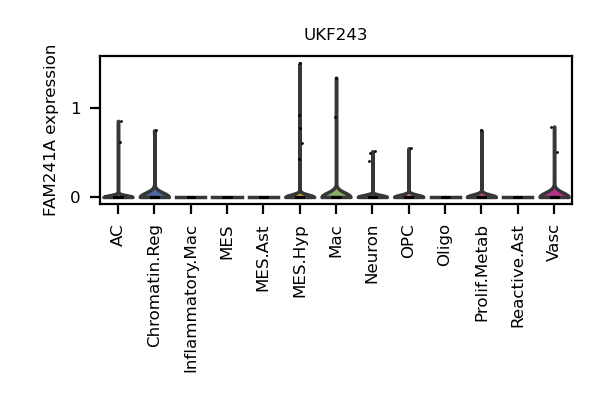 UKF243
FAM241A expression
1
0
AC
Chromatin.Reg
Inflammatory.Mac
MES
MES.Ast
MES.Hyp
Mac
Neuron
OPC
Oligo
Prolif.Metab
Reactive.Ast
Vasc